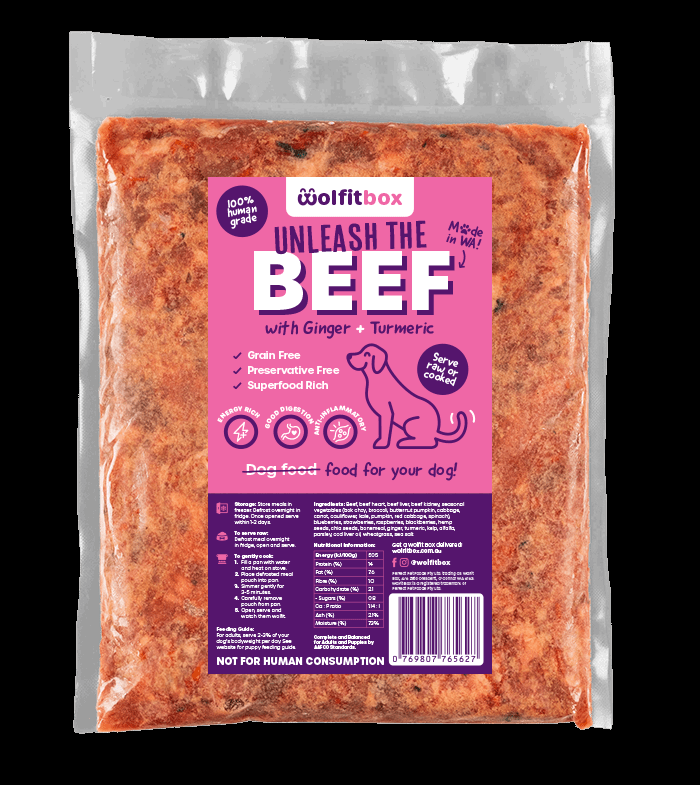 100%
human
grade
wolfitbox
UNLEASH THE
Made
in WA!
BEEF
with Ginger + Turmeric
✓ Grain Free
✓ Preservative Free
✓ Superfood Rich
Serve
raw or
cooked
ENERGY RICH
GOOD DIGESTION
ANTI-INFLAMMATORY
Dog food food for your dog!
Storage: Store meals in
freezer. Defrost overnight in
fridge. Once opened serve
within 1-2 days.
To serve raw:
Defrost meal overnight
in fridge, open and serve.
To gently cook:
1. Fill a pan with water
and heat on stove.
2. Place defrosted meal
pouch into pan.
3. Simmer gently for
3-5 minutes.
4. Carefully remove
pouch from pan.
5. Open, serve and
watch them wolfit.
Feeding Guide:
For adults, serve 2-3% of your
dog's bodyweight per day. See
website for puppy feeding guide.
Ingredients: Beef, beef heart, beef liver, beef kidney, seasonal
vegetables (bok choy, broccoli, butternut pumpkin, cabbage,
carrot, cauliflower, kale, pumpkin, red cabbage, spinach),
blueberries, strawberries, raspberries, blackberries, hemp
seeds, chia seeds, bonemeal, ginger, turmeric, kelp, alfalfa,
parsley, cod liver oil, wheatgrass, sea salt
Nutritional Information:
Energy (kJ/100g) 505
Protein (%) 14
Fat (%)
Fibre (%)
Carbohydrate (%)
- Sugars (%)
Ca : P ratio 1.14 : 1
Ash (%)
Moisture (%) 73%
Complete and Balanced
for Adults and Puppies by
AAFCO Standards.
Get a wolfit box delivered!
wolfitbox.com.au
@wolfitbox
NOT FOR HUMAN CONSUMPTION
0 769807 765627